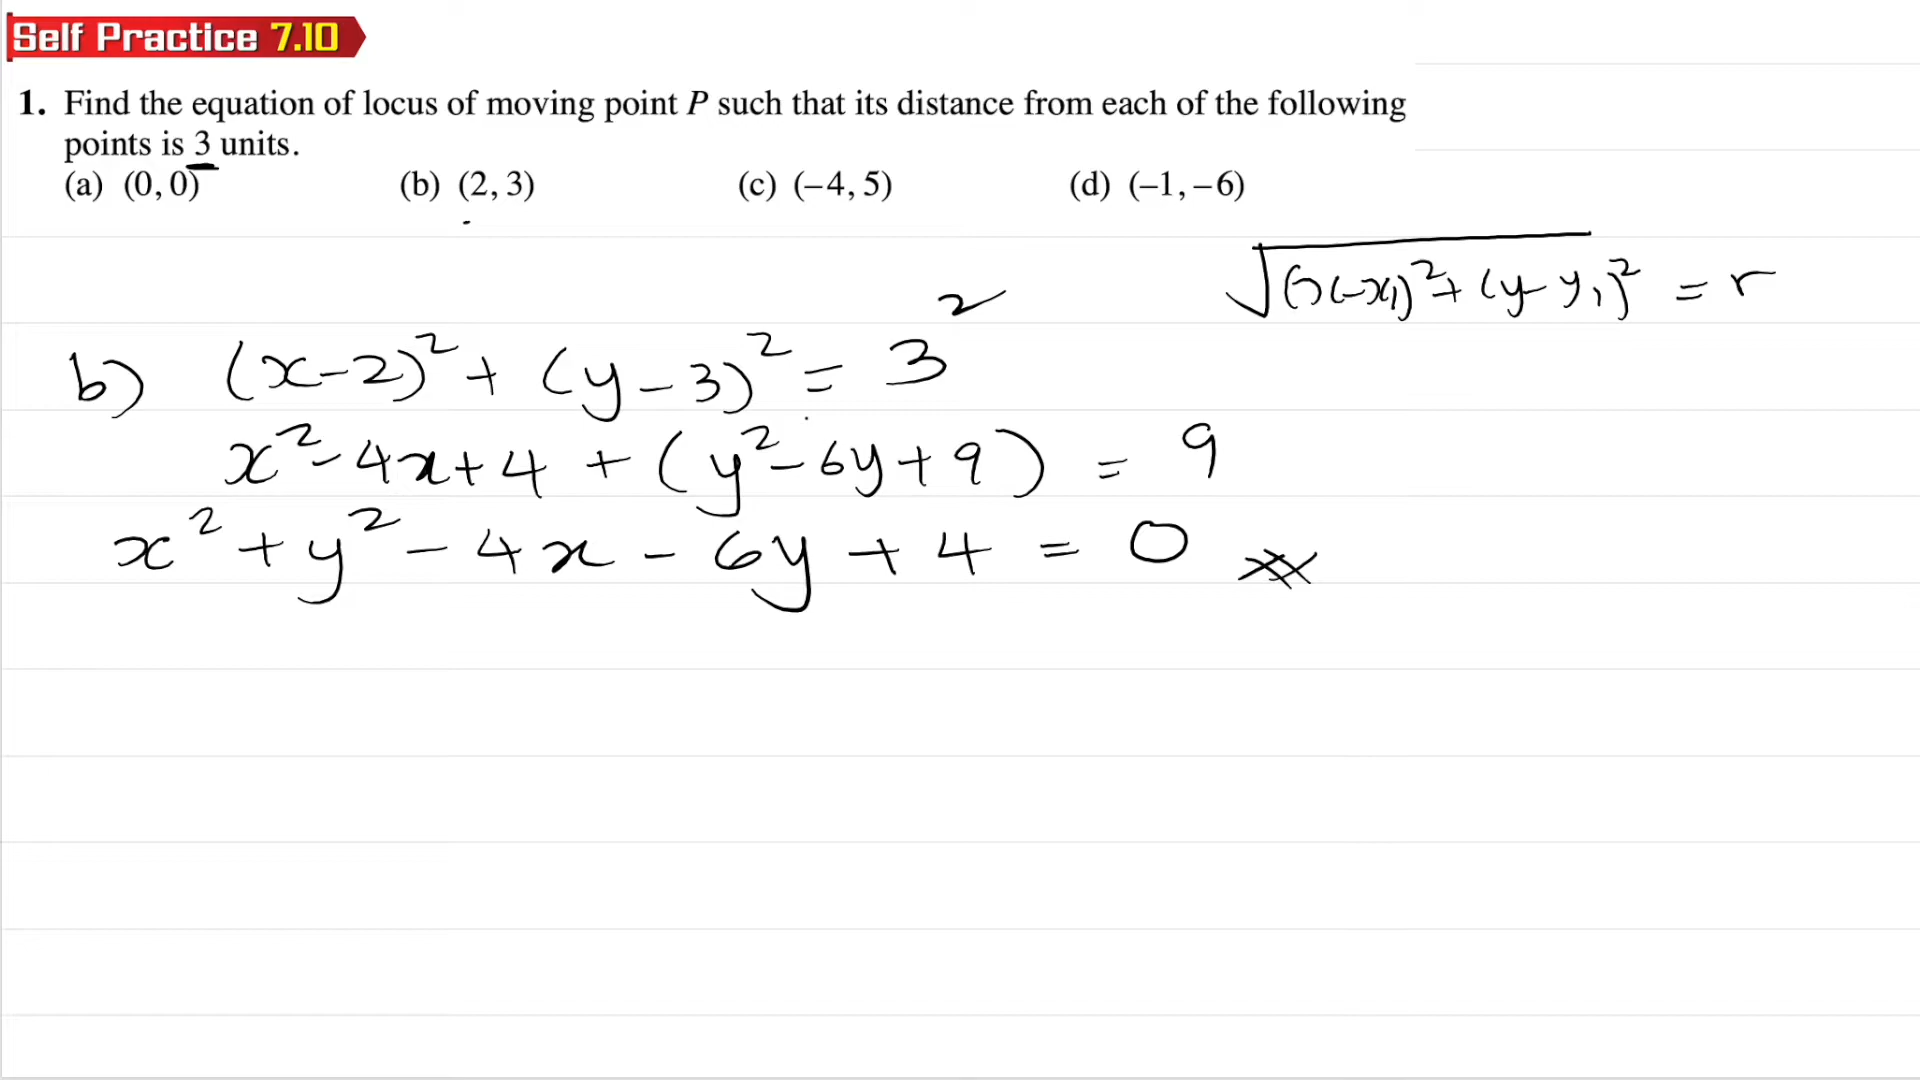 Self Practice 7.10
1. Find the equation of locus of moving point P such that its distance from each of the following
points is 3 units.
(a) (0, 0) (b) (2, 3) (c) (–4, 5) (d) (–1, –6)
√((x-x₁)² + (y-y₁)²) = r
b) (x-2)² + (y-3)² = 3²
x² - 4x + 4 + (y² - 6y + 9) = 9
x² + y² - 4x - 6y + 4 = 0